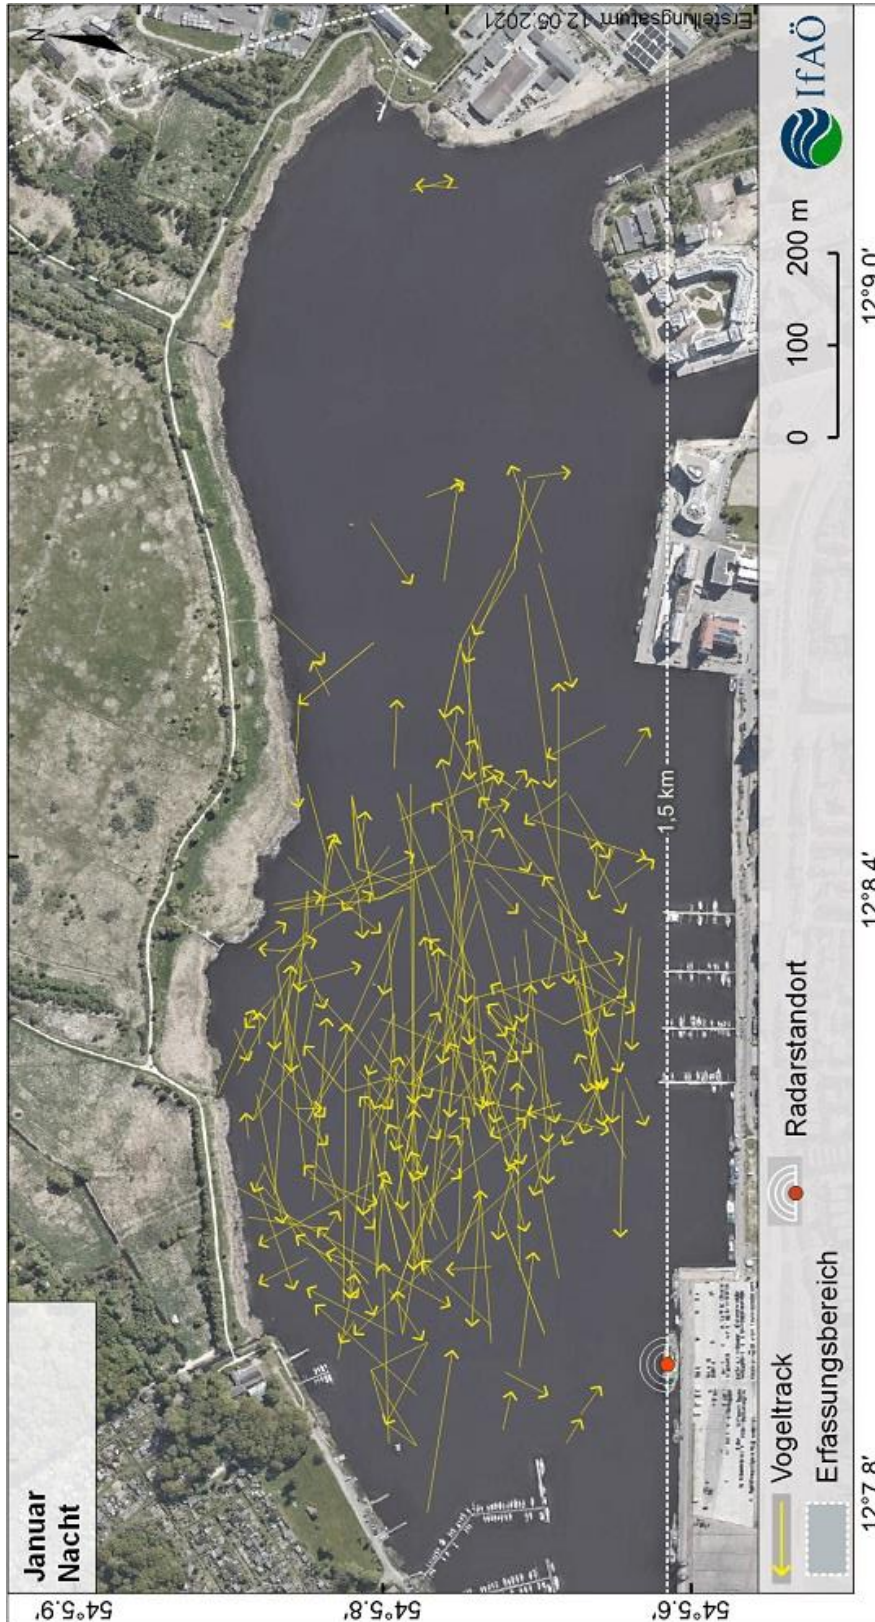 Januar
Nacht
N
Erstellungsdatum: 12.05.2021
54°5.9'
54°5.8'
54°5.6'
1,5 km
12°7.8'
12°8.4'
12°9.0'
Vogeltrack
Radarstandort
Erfassungsbereich
0 100 200 m
IfAÖ